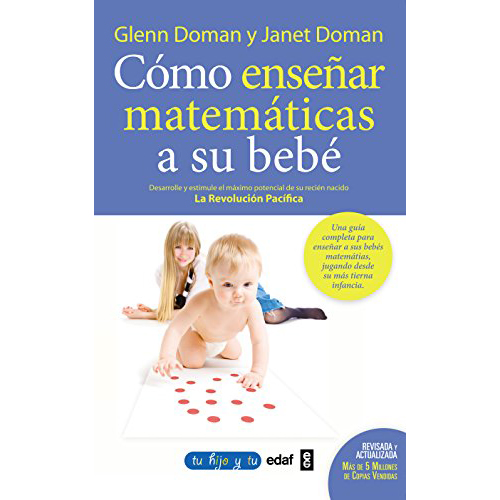 Glenn Doman y Janet Doman
Cómo enseñar
matemáticas
a su bebé
Desarrolle y estimule el máximo potencial de su recién nacido
La Revolución Pacífica
Una guía
completa para
enseñar a sus bebés
matemátias,
jugando desde
su más tierna
infancia.
REVISADA Y
ACTUALIZADA
MÁS DE 5 MILLONES
DE COPIAS VENDIDAS
tu hijo y tu
edaf